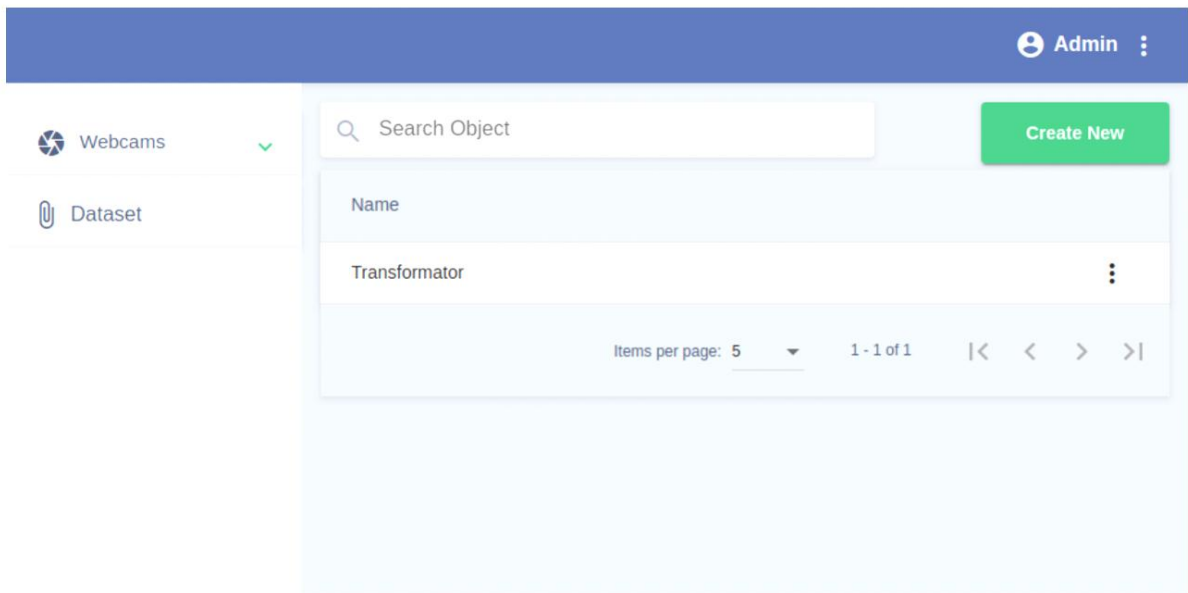 Admin
Webcams
Dataset
Search Object
Create New
Name
Transformator
Items per page: 5
1 - 1 of 1